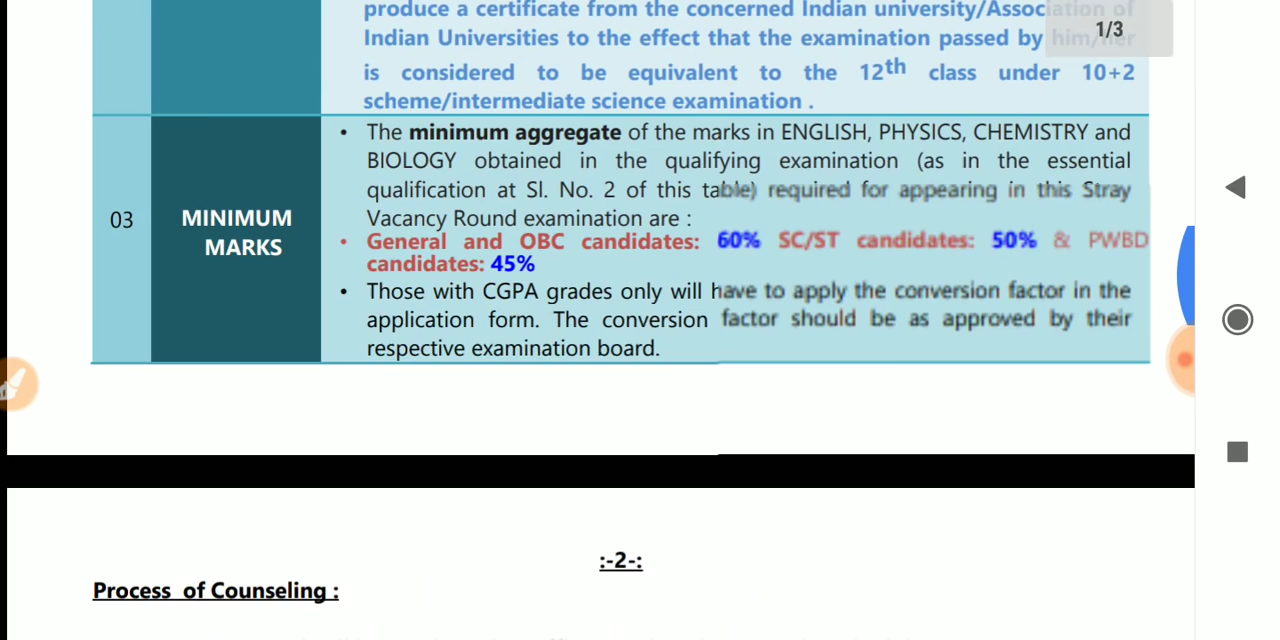 produce a certificate from the concerned Indian university/Association of
1/3
Indian Universities to the effect that the examination passed by him/her
is considered to be equivalent to the 12th class under 10+2
scheme/intermediate science examination .
03
MINIMUM
MARKS
• The minimum aggregate of the marks in ENGLISH, PHYSICS, CHEMISTRY and
BIOLOGY obtained in the qualifying examination (as in the essential
qualification at Sl. No. 2 of this table) required for appearing in this Stray
Vacancy Round examination are :
• General and OBC candidates: 60% SC/ST candidates: 50% & PWBD
candidates: 45%
• Those with CGPA grades only will have to apply the conversion factor in the
application form. The conversion factor should be as approved by their
respective examination board.
:-2-:
Process of Counseling :